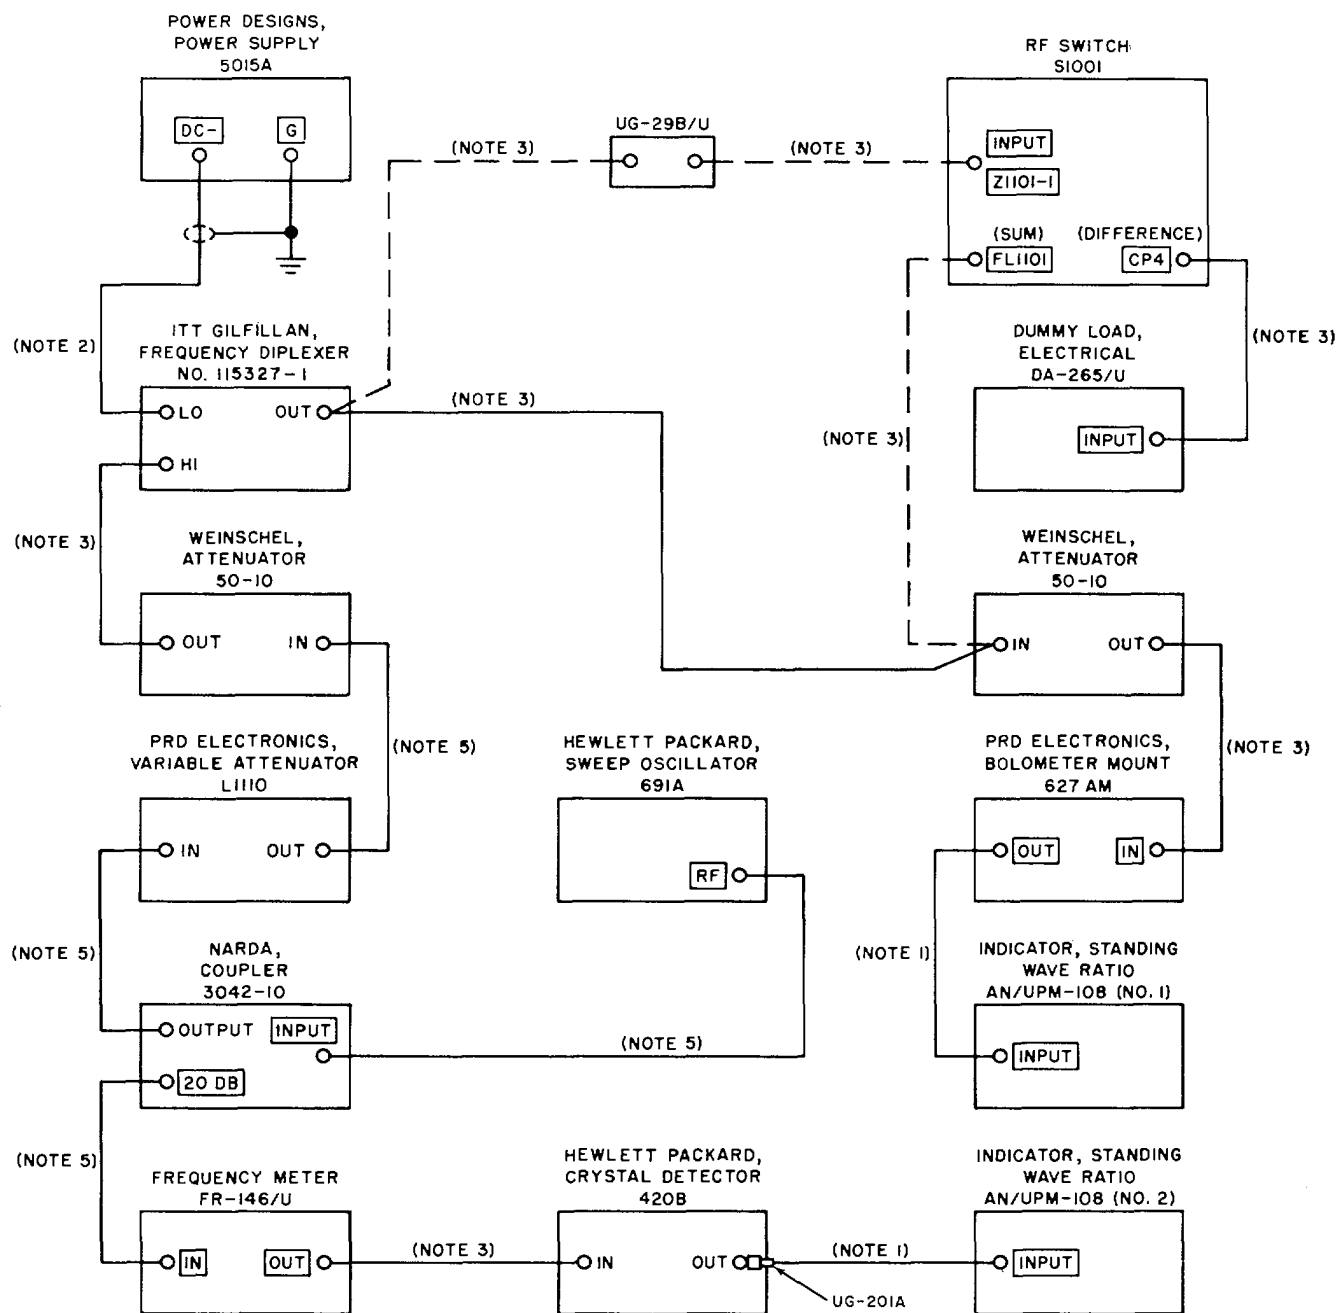 POWER DESIGNS,
POWER SUPPLY
5015A
DC-
G
UG-29B/U
RF SWITCH
S1001
INPUT
Z1101-1
(SUM)
(DIFFERENCE)
FL1101
CP4
(NOTE 3)
(NOTE 3)
(NOTE 2)
ITT GILFILLAN,
FREQUENCY DIPLEXER
NO. 115327-1
LO
OUT
HI
(NOTE 3)
(NOTE 3)
DUMMY LOAD,
ELECTRICAL
DA-265/U
INPUT
(NOTE 3)
(NOTE 3)
WEINSCHEL,
ATTENUATOR
50-10
OUT
IN
WEINSCHEL,
ATTENUATOR
50-10
IN
OUT
(NOTE 5)
(NOTE 3)
PRD ELECTRONICS,
VARIABLE ATTENUATOR
L1110
IN
OUT
HEWLETT PACKARD,
SWEEP OSCILLATOR
691A
RF
PRD ELECTRONICS,
BOLOMETER MOUNT
627 AM
OUT
IN
(NOTE 5)
(NOTE 1)
NARDA,
COUPLER
3042-10
OUTPUT
INPUT
20 DB
(NOTE 5)
INDICATOR, STANDING
WAVE RATIO
AN/UPM-108 (NO. 1)
INPUT
(NOTE 5)
FREQUENCY METER
FR-146/U
IN
OUT
(NOTE 3)
HEWLETT PACKARD,
CRYSTAL DETECTOR
420B
IN
OUT
(NOTE 1)
UG-201A
INDICATOR, STANDING
WAVE RATIO
AN/UPM-108 (NO. 2)
INPUT